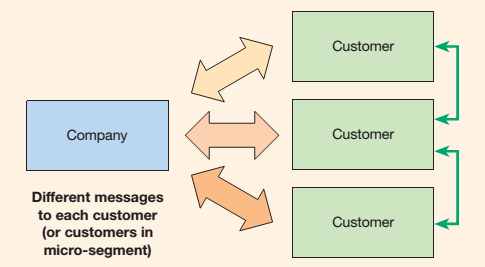 Customer
Company
Customer
Different messages
to each customer
(or customers in
micro-segment)
Customer